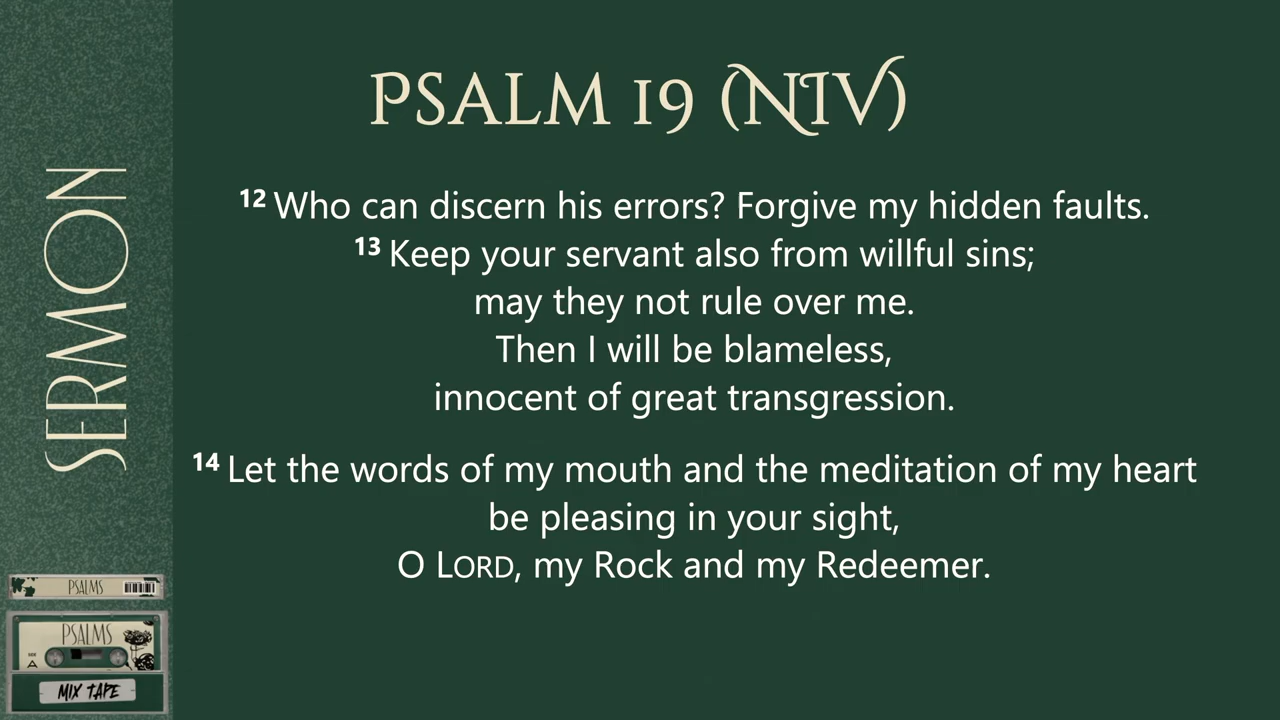 SERMON
PSALM 19 (NIV)
12 Who can discern his errors? Forgive my hidden faults.
13 Keep your servant also from willful sins;
may they not rule over me.
Then I will be blameless,
innocent of great transgression.
14 Let the words of my mouth and the meditation of my heart
be pleasing in your sight,
O LORD, my Rock and my Redeemer.
PSALMS
PSALMS
A
MIX TAPE